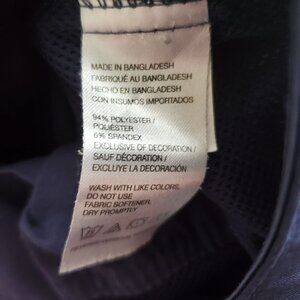 MADE IN BANGLADESH
FABRIQUÉ AU BANGLADESH
HECHO EN BANGLADESH
CON INSUMOS IMPORTADOS
94% POLYESTER /
POLIÉSTER
6% SPANDEX
EXCLUSIVE OF DECORATION /
SAUF DÉCORATION /
EXCLUYE LA DECORACIÓN
WASH WITH LIKE COLORS,
DO NOT USE
FABRIC SOFTENER,
DRY PROMPTLY